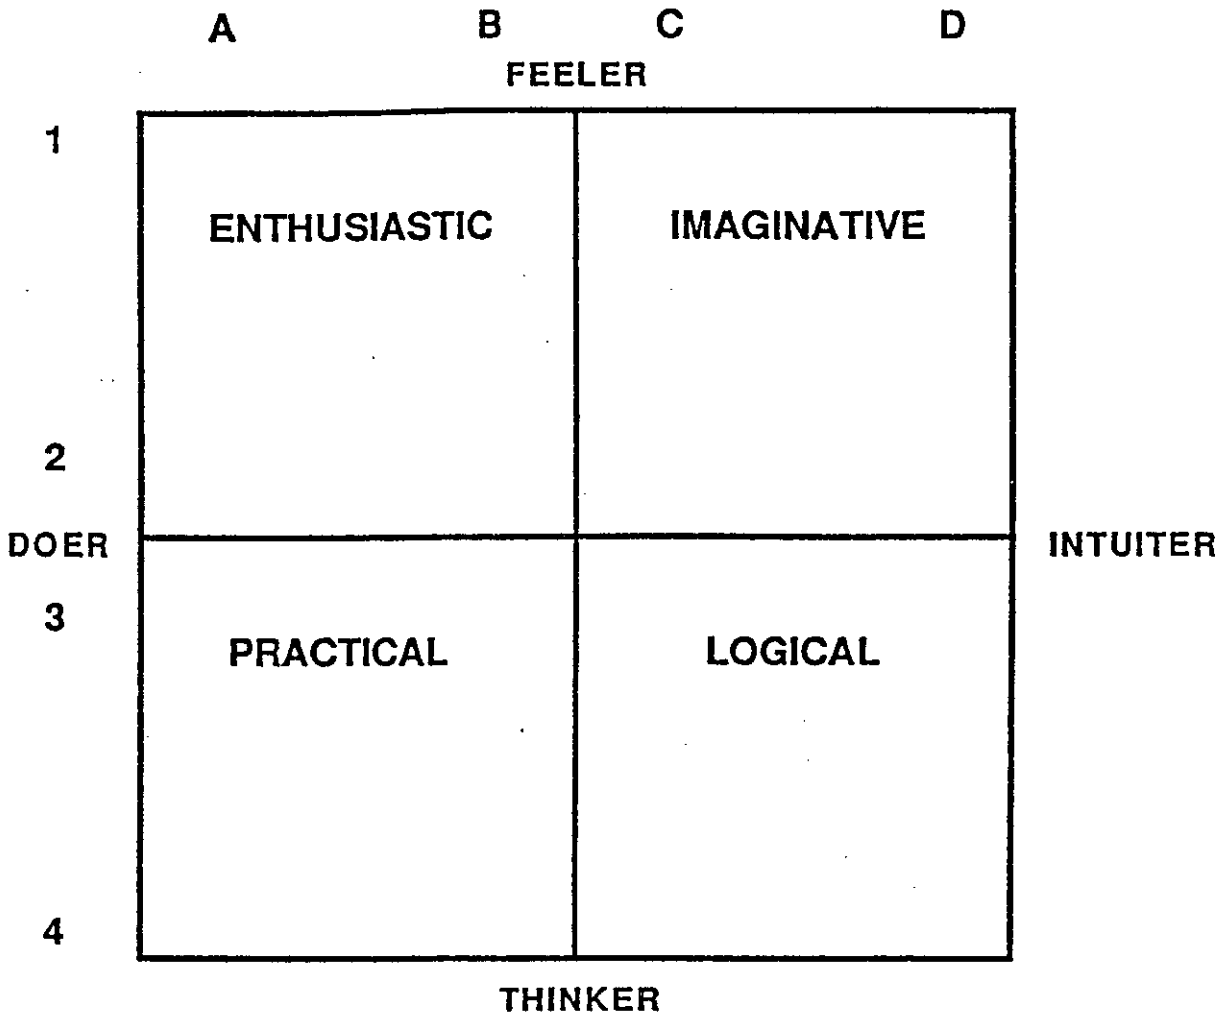 A B C D
FEELER
1
ENTHUSIASTIC IMAGINATIVE
2
DOER INTUITER
3
PRACTICAL LOGICAL
4
THINKER